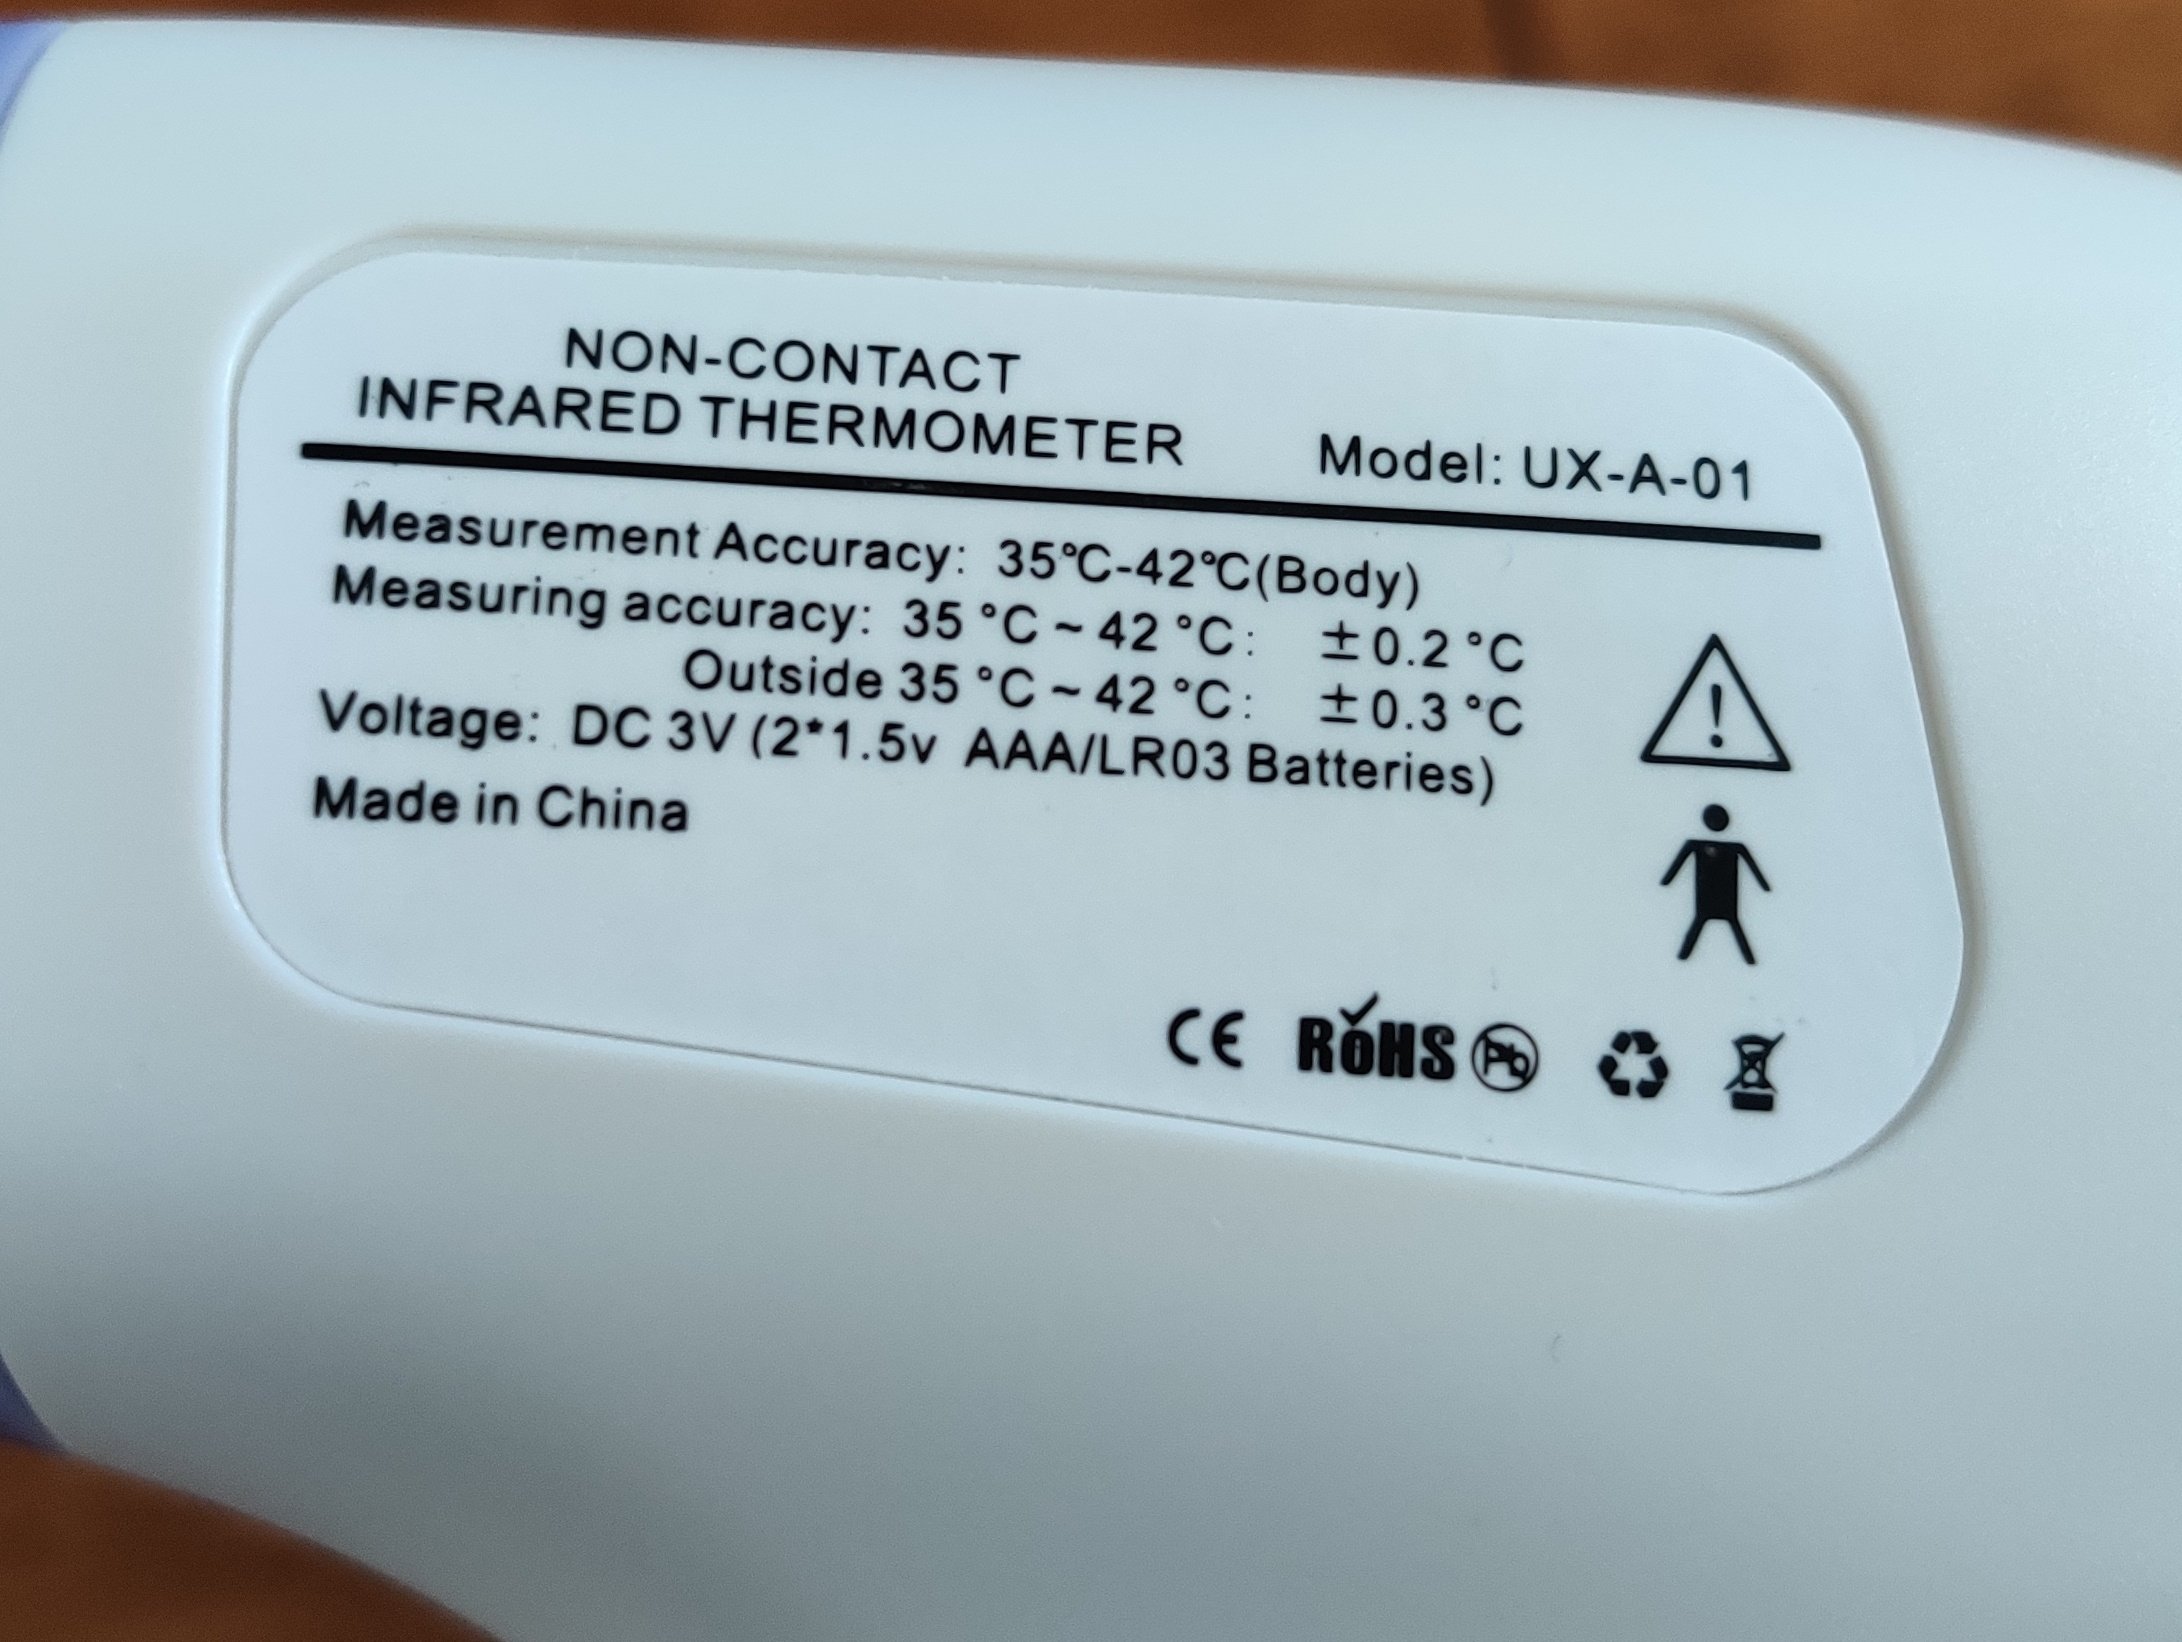 NON-CONTACT
INFRARED THERMOMETER Model: UX-A-01
Measurement Accuracy: 35℃-42℃(Body)
Measuring accuracy: 35 °C ~ 42 °C: ±0.2 °C
Outside 35 °C ~ 42 °C: ±0.3 °C
Voltage: DC 3V (2*1.5v AAA/LR03 Batteries)
Made in China
!
CE RoHS Pb